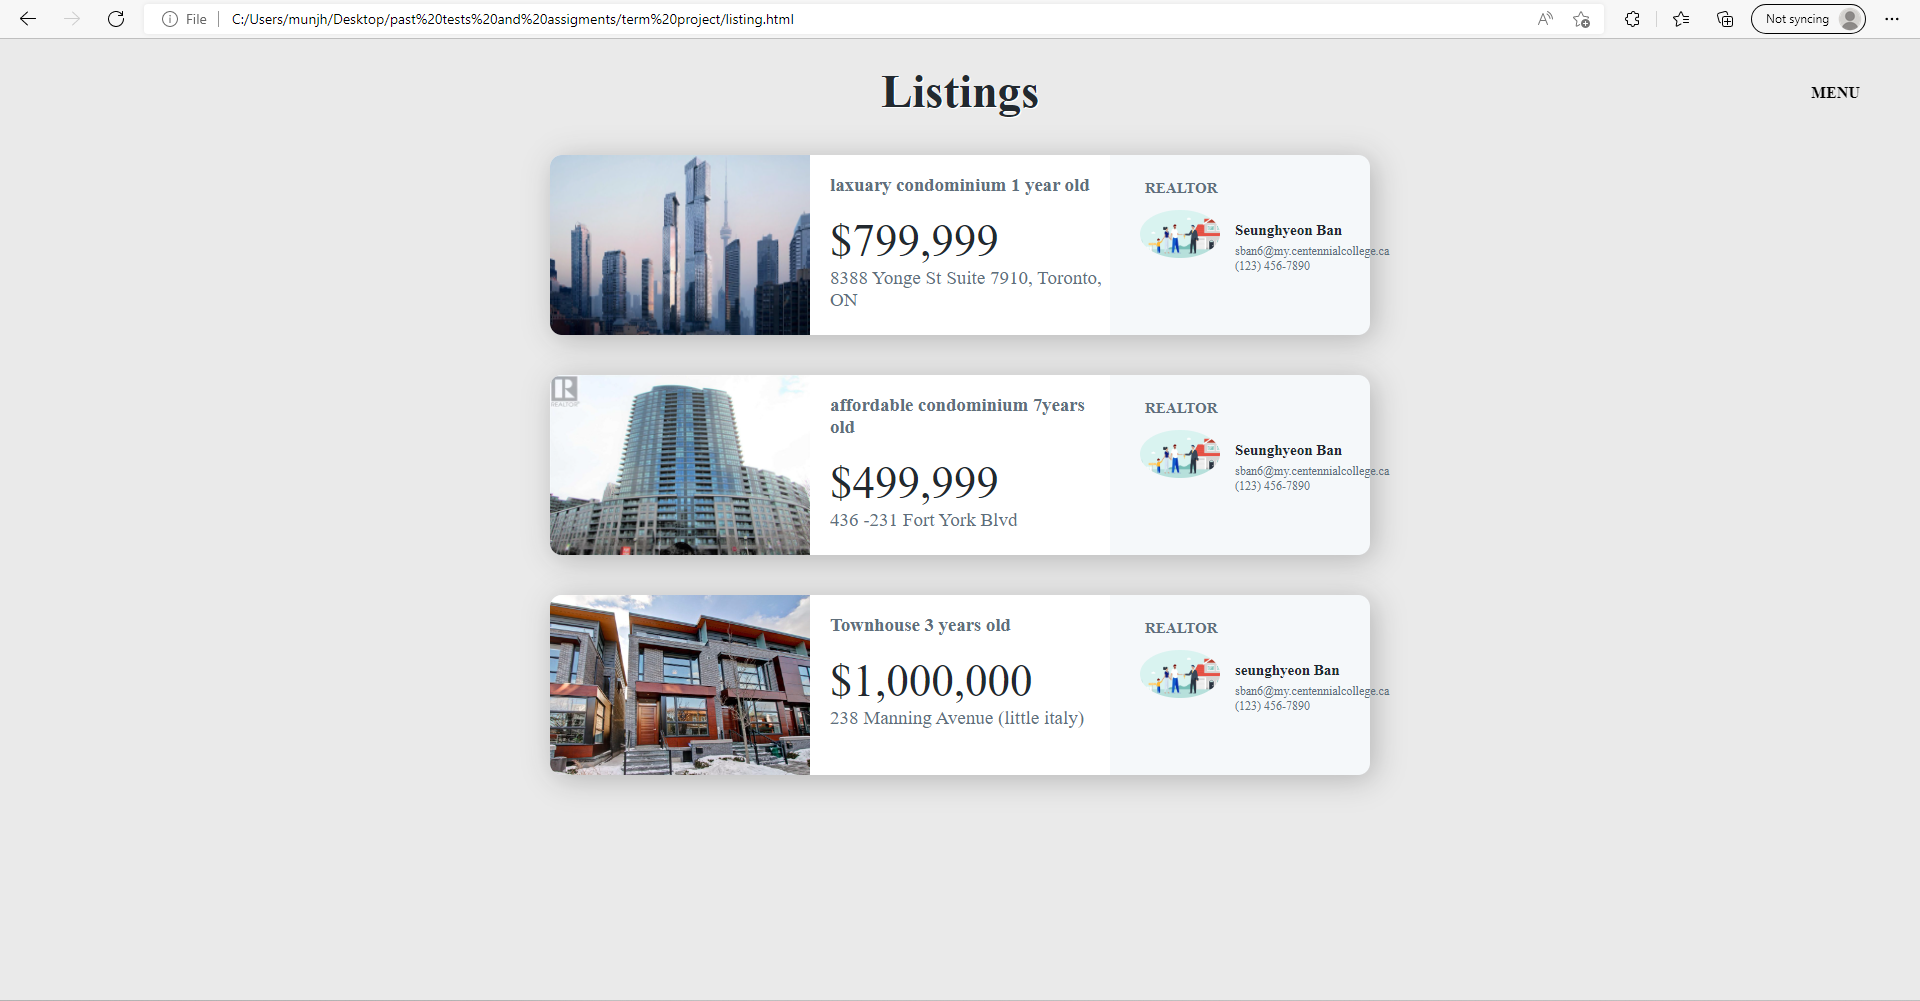 File
C:/Users/munjh/Desktop/past%20tests%20and%20assigments/term%20project/listing.html
Not syncing
Listings
MENU
laxuary condominium 1 year old
$799,999
8388 Yonge St Suite 7910, Toronto,
ON
REALTOR
Seunghyeon Ban
sban6@my.centennialcollege.ca
(123) 456-7890
REALTOR
affordable condominium 7years
old
$499,999
436 -231 Fort York Blvd
REALTOR
Seunghyeon Ban
sban6@my.centennialcollege.ca
(123) 456-7890
Townhouse 3 years old
$1,000,000
238 Manning Avenue (little italy)
REALTOR
seunghyeon Ban
sban6@my.centennialcollege.ca
(123) 456-7890